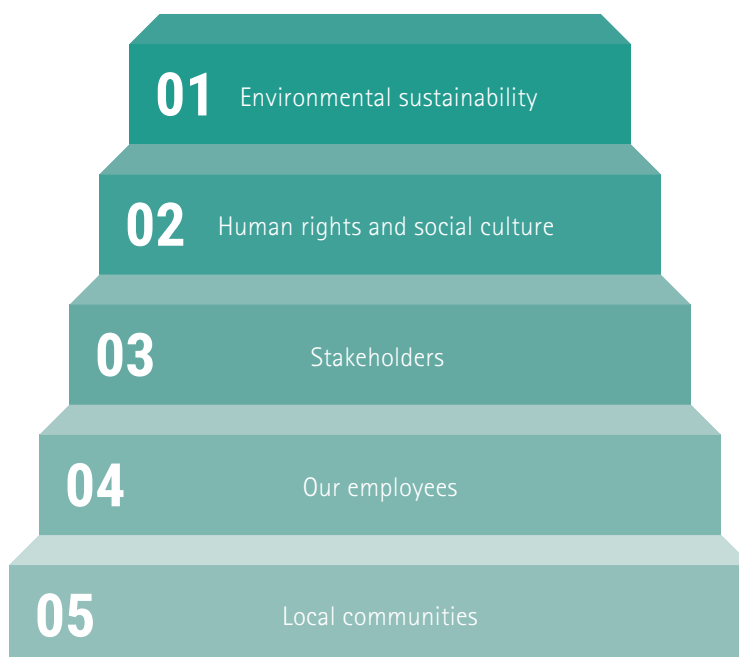 01 Environmental sustainability
02 Human rights and social culture
03 Stakeholders
04 Our employees
05 Local communities